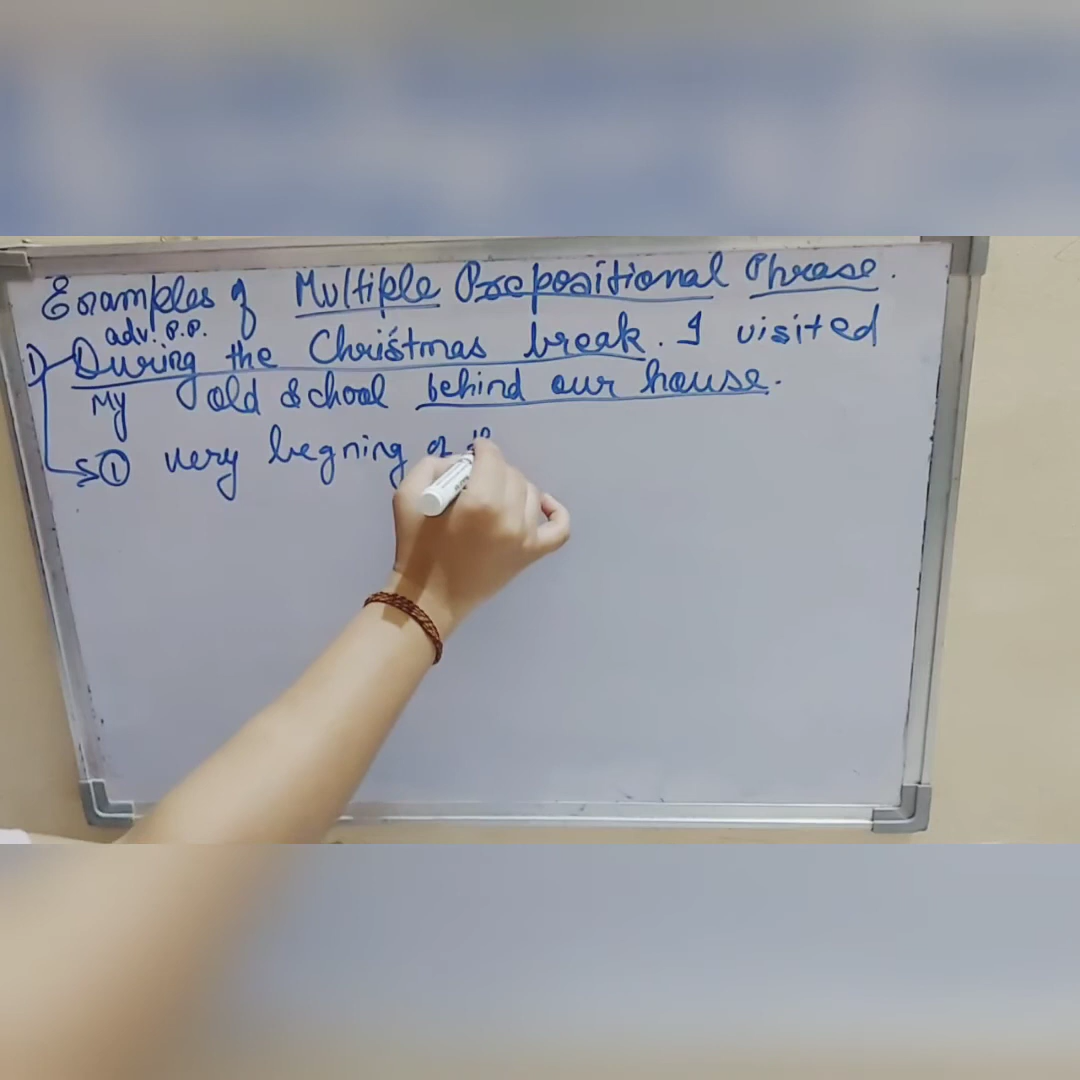 Examples of Multiple Prepositional Phrase.
adv. P.P.
1) During the Christmas break. I visited
My old school behind our house.
① very begning of